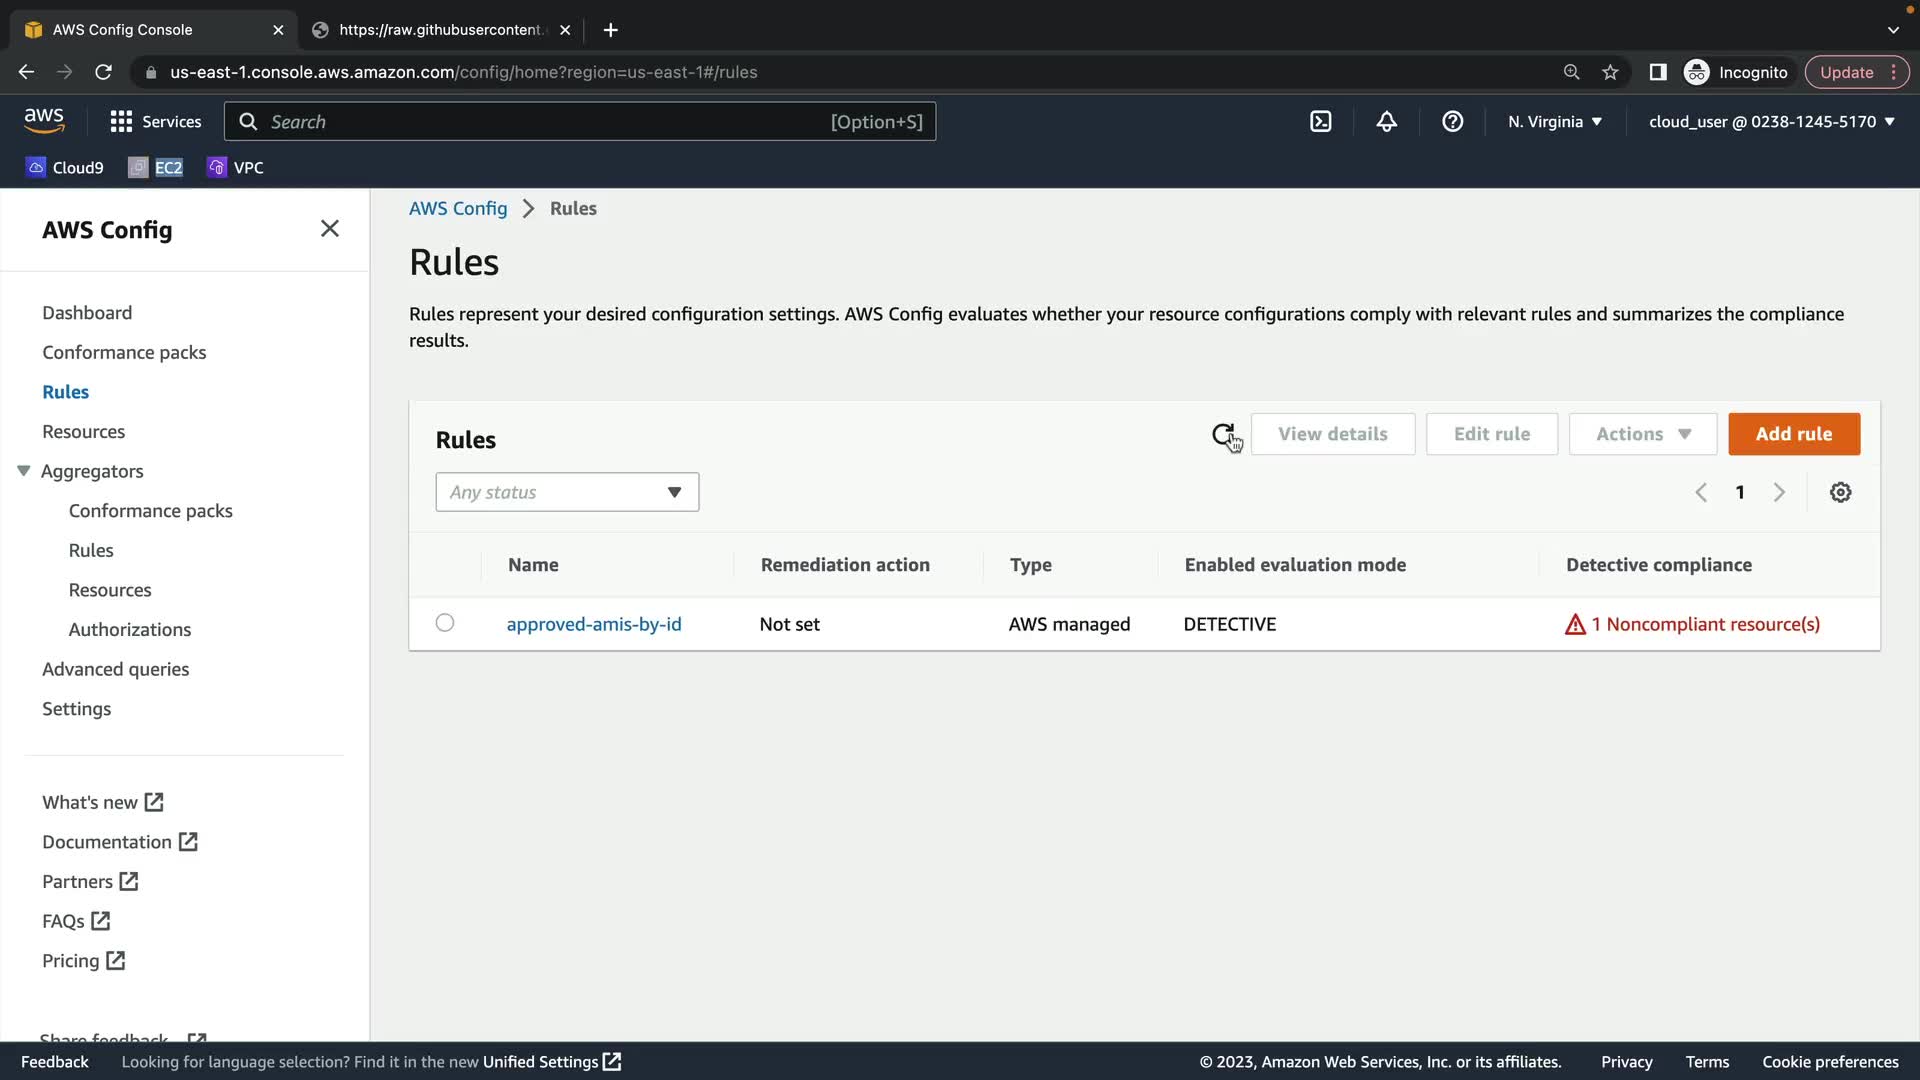 AWS Config Console
https://raw.githubusercontent.
us-east-1.console.aws.amazon.com/config/home?region=us-east-1#/rules
Incognito
Update
aws
Services
Search
[Option+S]
N. Virginia
cloud_user @ 0238-1245-5170
Cloud9
EC2
VPC
AWS Config
Dashboard
Conformance packs
Rules
Resources
Aggregators
Conformance packs
Rules
Resources
Authorizations
Advanced queries
Settings
What's new
Documentation
Partners
FAQs
Pricing
Share feedback
AWS Config > Rules
Rules
Rules represent your desired configuration settings. AWS Config evaluates whether your resource configurations comply with relevant rules and summarizes the compliance
results.
Rules
View details
Edit rule
Actions
Add rule
Any status
1
Name
Remediation action
Type
Enabled evaluation mode
Detective compliance
approved-amis-by-id
Not set
AWS managed
DETECTIVE
1 Noncompliant resource(s)
Feedback
Looking for language selection? Find it in the new Unified Settings
© 2023, Amazon Web Services, Inc. or its affiliates.
Privacy
Terms
Cookie preferences